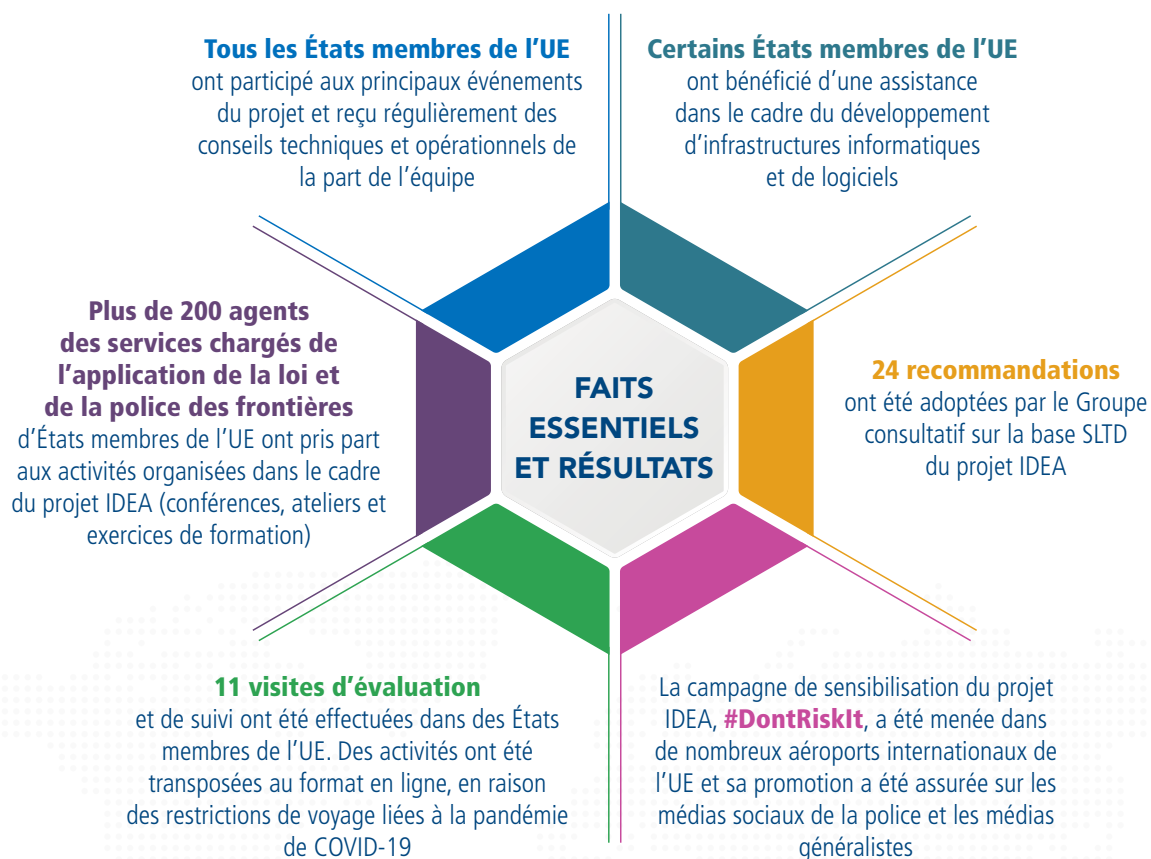 Tous les États membres de l'UE
ont participé aux principaux événements
du projet et reçu régulièrement des
conseils techniques et opérationnels de
la part de l'équipe
Certains États membres de l'UE
ont bénéficié d'une assistance
dans le cadre du développement
d'infrastructures informatiques
et de logiciels
Plus de 200 agents
des services chargés de
l'application de la loi et
de la police des frontières
d'États membres de l'UE ont pris part
aux activités organisées dans le cadre
du projet IDEA (conférences, ateliers et
exercices de formation)
FAITS
ESSENTIELS
ET RÉSULTATS
24 recommandations
ont été adoptées par le Groupe
consultatif sur la base SLTD
du projet IDEA
11 visites d'évaluation
et de suivi ont été effectuées dans des États
membres de l'UE. Des activités ont été
transposées au format en ligne, en raison
des restrictions de voyage liées à la pandémie
de COVID-19
La campagne de sensibilisation du projet
IDEA, #DontRiskIt, a été menée dans
de nombreux aéroports internationaux de
l'UE et sa promotion a été assurée sur les
médias sociaux de la police et les médias
généralistes